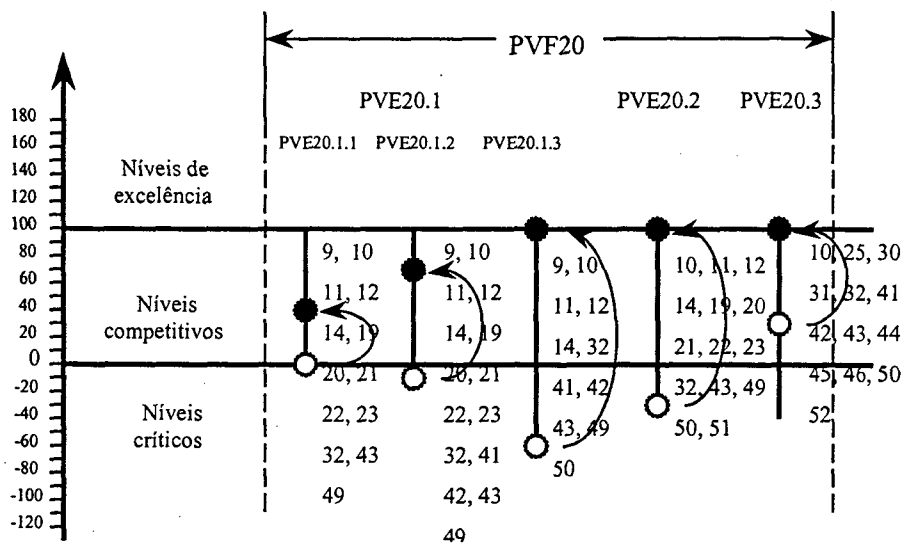 PVF20
PVE20.1
PVE20.2
PVE20.3
PVE20.1.1
PVE20.1.2
PVE20.1.3
180
160
140
120
100
80
60
40
20
0
-20
-40
-60
-80
-100
-120
Níveis de
excelência
Níveis
competitivos
Níveis
críticos
9, 10
11, 12
14, 19
20, 21
22, 23
32, 43
49
9, 10
11, 12
14, 19
20, 21
22, 23
32, 41
42, 43
49
9, 10
11, 12
14, 32
41, 42
43, 49
50
10, 11, 12
14, 19, 20
21, 22, 23
32, 43, 49
50, 51
10, 25, 30
31, 32, 41
42, 43, 44
45, 46, 50
52